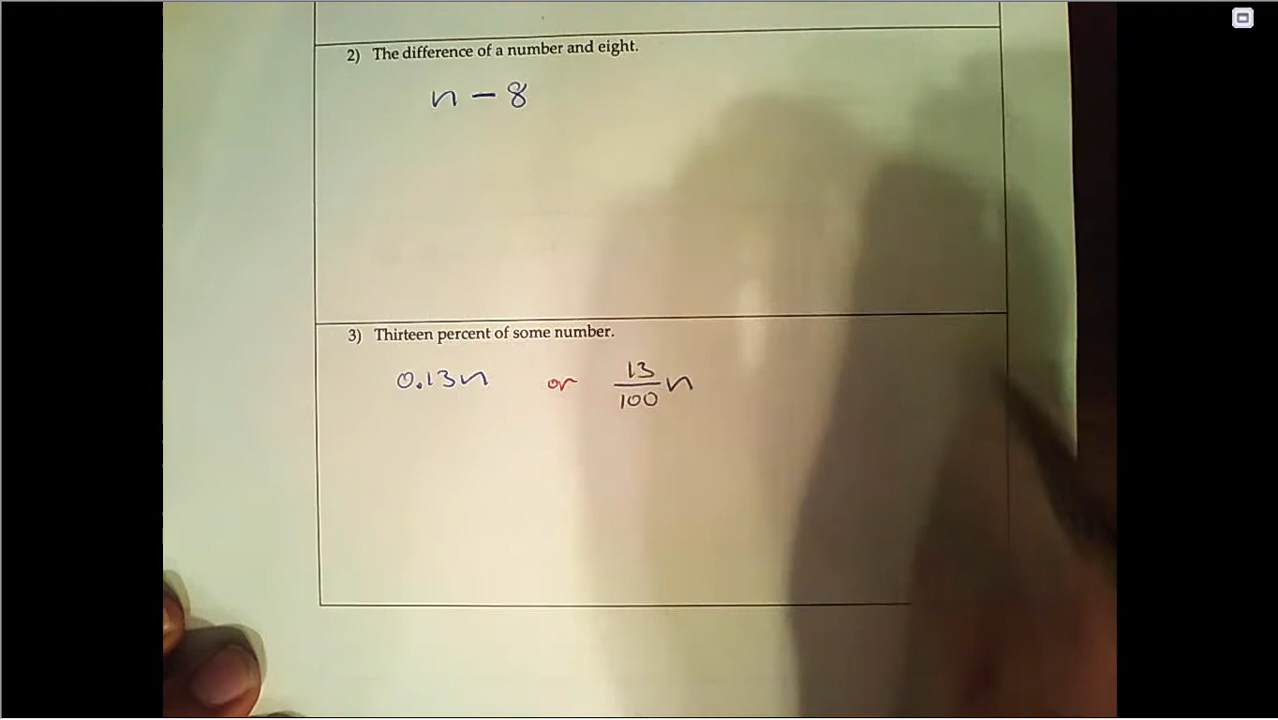 2) The difference of a number and eight.
n - 8
3) Thirteen percent of some number.
0.13n or 13/100 n